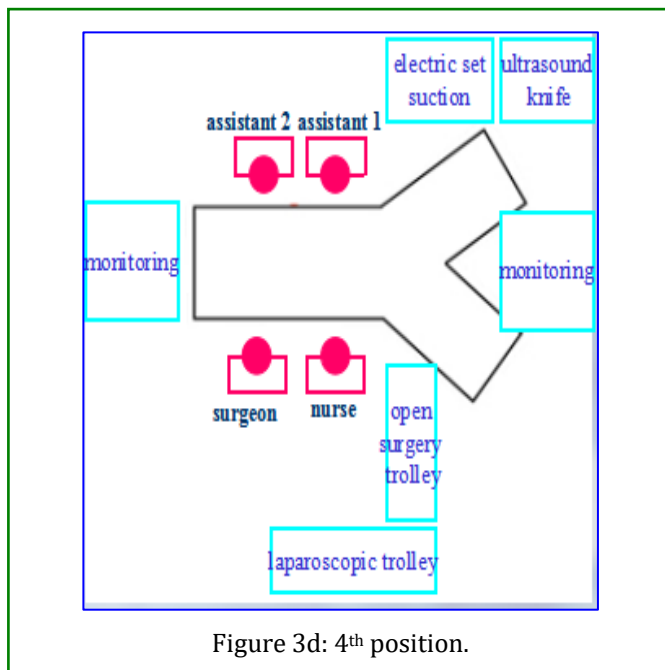 electric set
suction
ultrasound
knife
assistant 2 assistant 1
monitoring
monitoring
surgeon
nurse
open
surgery
trolley
laparoscopic trolley
Figure 3d: 4th position.